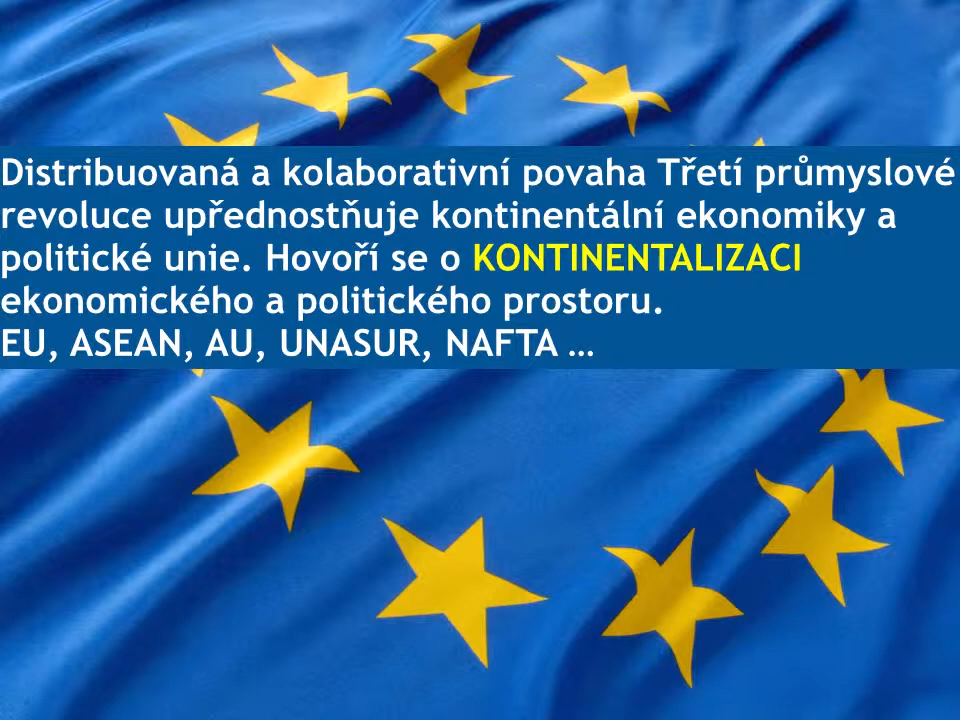 Distribuovaná a kolaborativní povaha Třetí průmyslové
revoluce upřednostňuje kontinentální ekonomiky a
politické unie. Hovoří se o KONTINENTALIZACI
ekonomického a politického prostoru.
EU, ASEAN, AU, UNASUR, NAFTA …